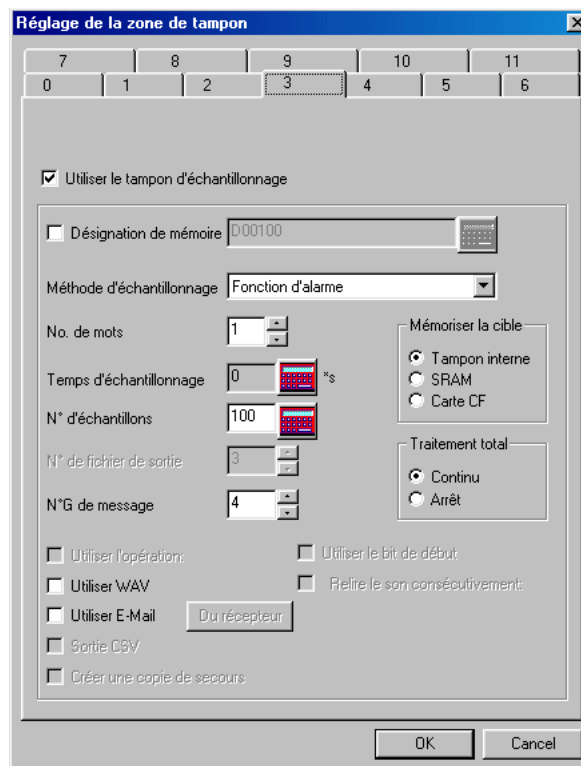 Réglage de la zone de tampon
7 8 9 10 11
0 1 2 3 4 5 6
Utiliser le tampon d'échantillonnage
Désignation de mémoire D00100
Méthode d'échantillonnage Fonction d'alarme
No. de mots 1
Mémoriser la cible
Tampon interne
Temps d'échantillonnage 0 *s
SRAM
Carte CF
N° d'échantillons 100
Traitement total
N° de fichier de sortie 3
Continu
N°G de message 4
Arrêt
Utiliser l'opération:
Utiliser le bit de début
Utiliser WAV
Relire le son consécutivement:
Utiliser E-Mail Du récepteur
Sortie CSV
Créer une copie de secours
OK Cancel